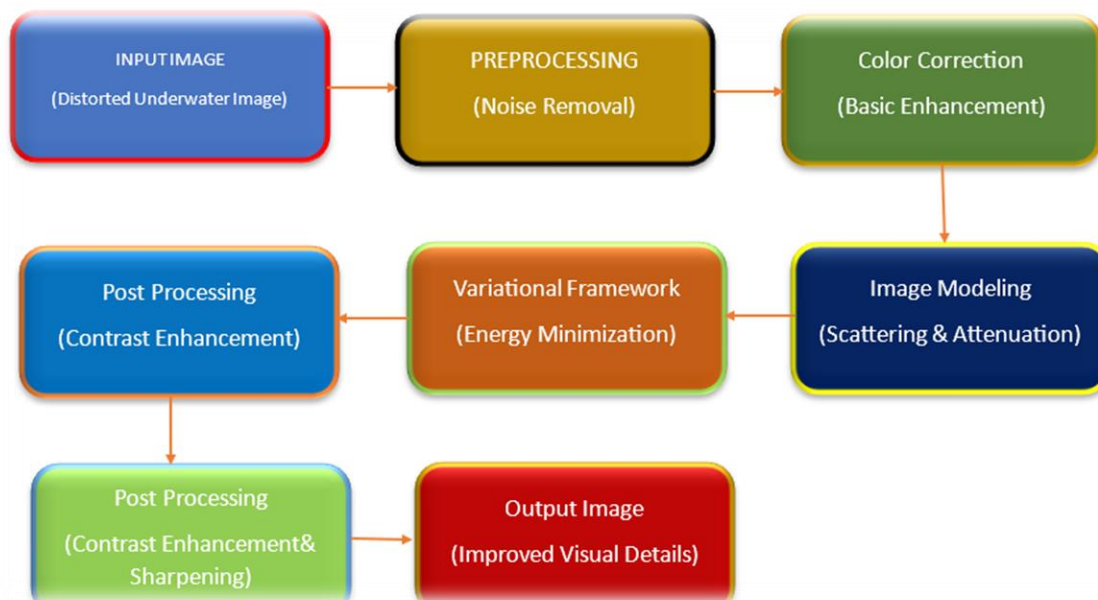 INPUT IMAGE
(Distorted Underwater Image)
PREPROCESSING
(Noise Removal)
Color Correction
(Basic Enhancement)
Post Processing
(Contrast Enhancement)
Variational Framework
(Energy Minimization)
Image Modeling
(Scattering & Attenuation)
Post Processing
(Contrast Enhancement&
Sharpening)
Output Image
(Improved Visual Details)